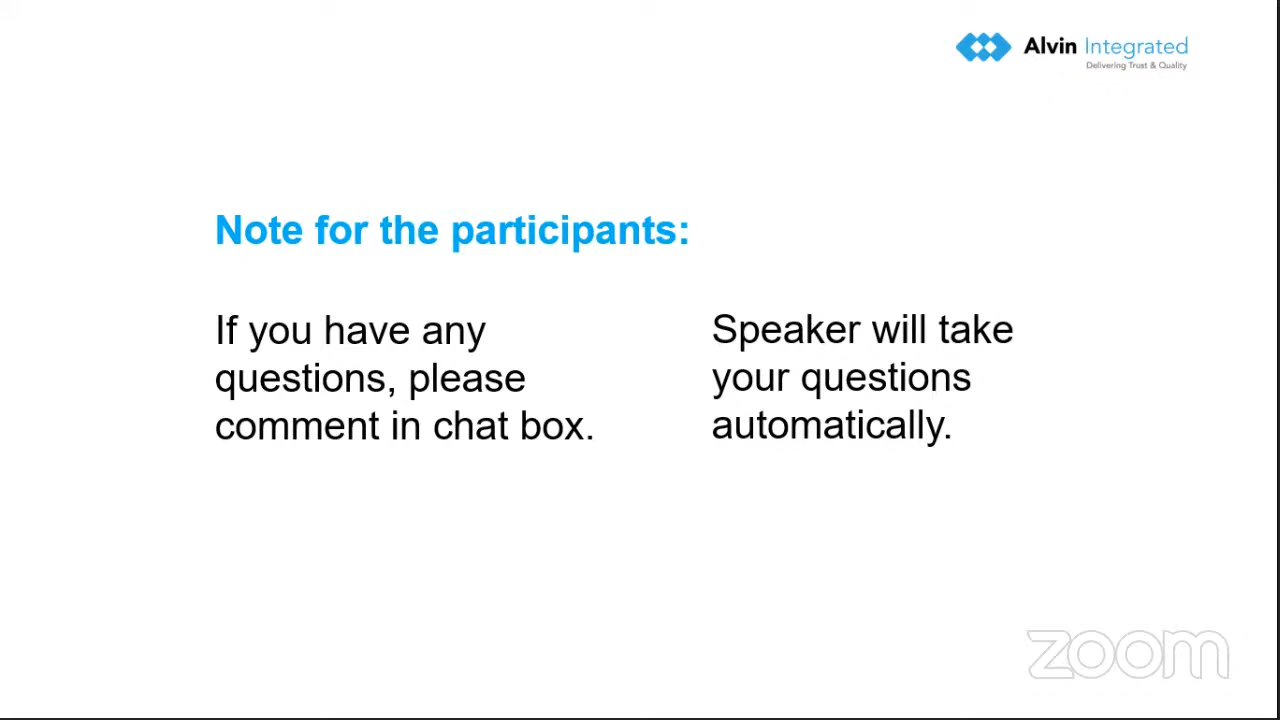 Alvin Integrated
Delivering Trust & Quality
Note for the participants:
If you have any
questions, please
comment in chat box.
Speaker will take
your questions
automatically.
zoom